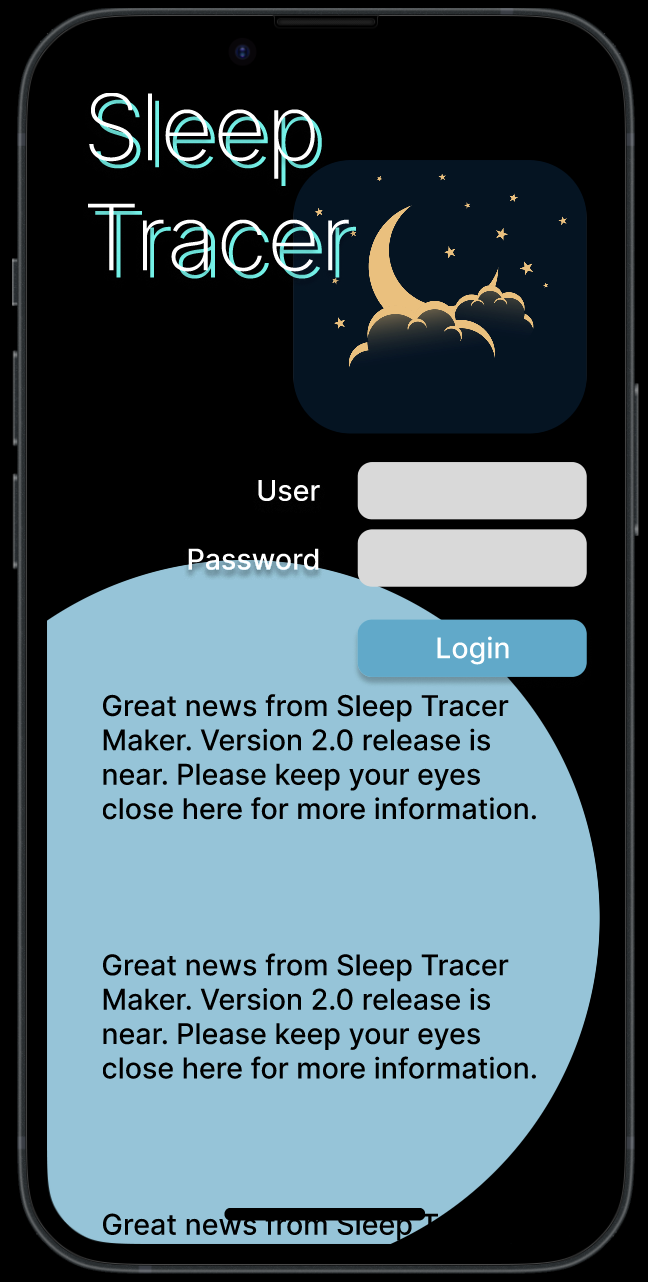 Sleep
Tracer
User
Password
Login
Great news from Sleep Tracer
Maker. Version 2.0 release is
near. Please keep your eyes
close here for more information.
Great news from Sleep Tracer
Maker. Version 2.0 release is
near. Please keep your eyes
close here for more information.
Great news from Sleep T